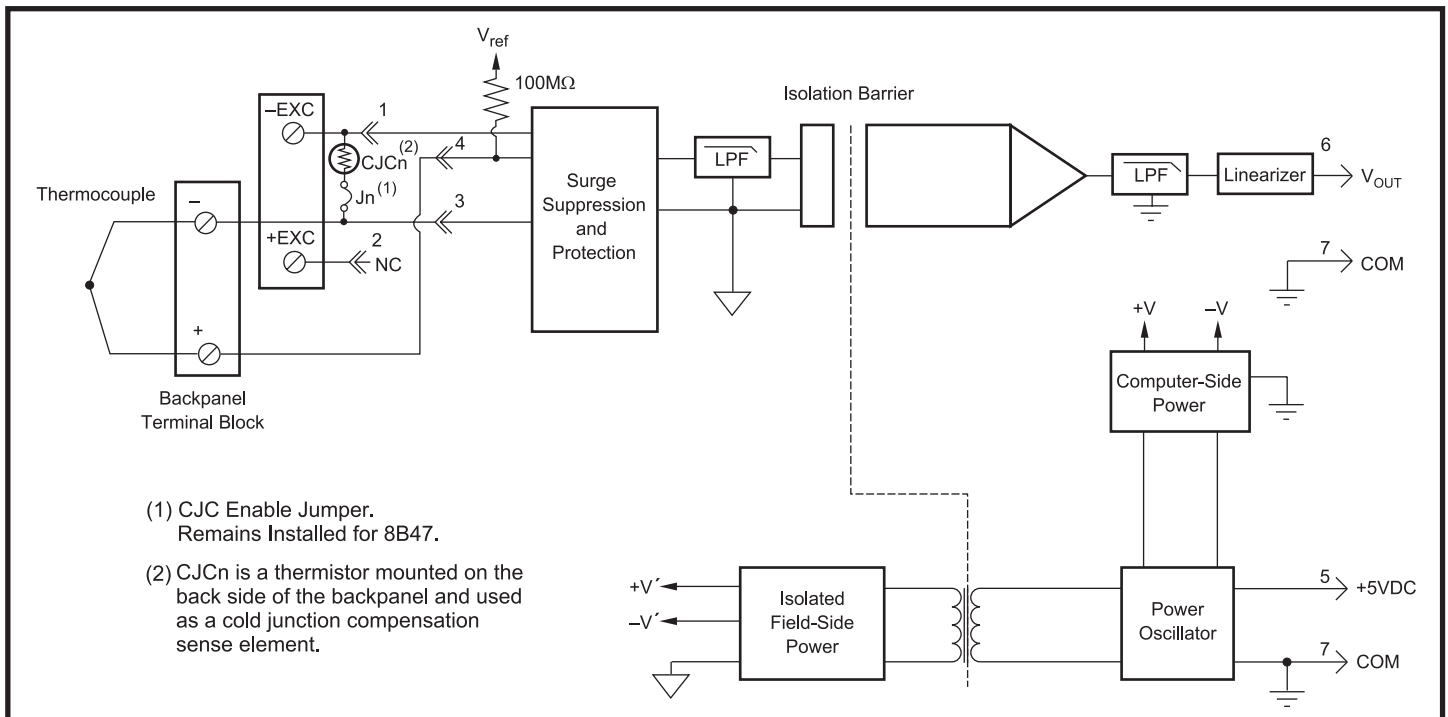 V_ref
100MΩ
Isolation Barrier
–EXC
1
CJCn(2)
4
Jn(1)
Thermocouple
–
3
+EXC
2
NC
+
Backpanel
Terminal Block
Surge
Suppression
and
Protection
LPF
LPF
Linearizer
6
V_OUT
7
COM
+V
–V
Computer-Side
Power
(1) CJC Enable Jumper.
Remains Installed for 8B47.
(2) CJCn is a thermistor mounted on the
back side of the backpanel and used
as a cold junction compensation
sense element.
+V´
–V´
Isolated
Field-Side
Power
Power
Oscillator
5
+5VDC
7
COM